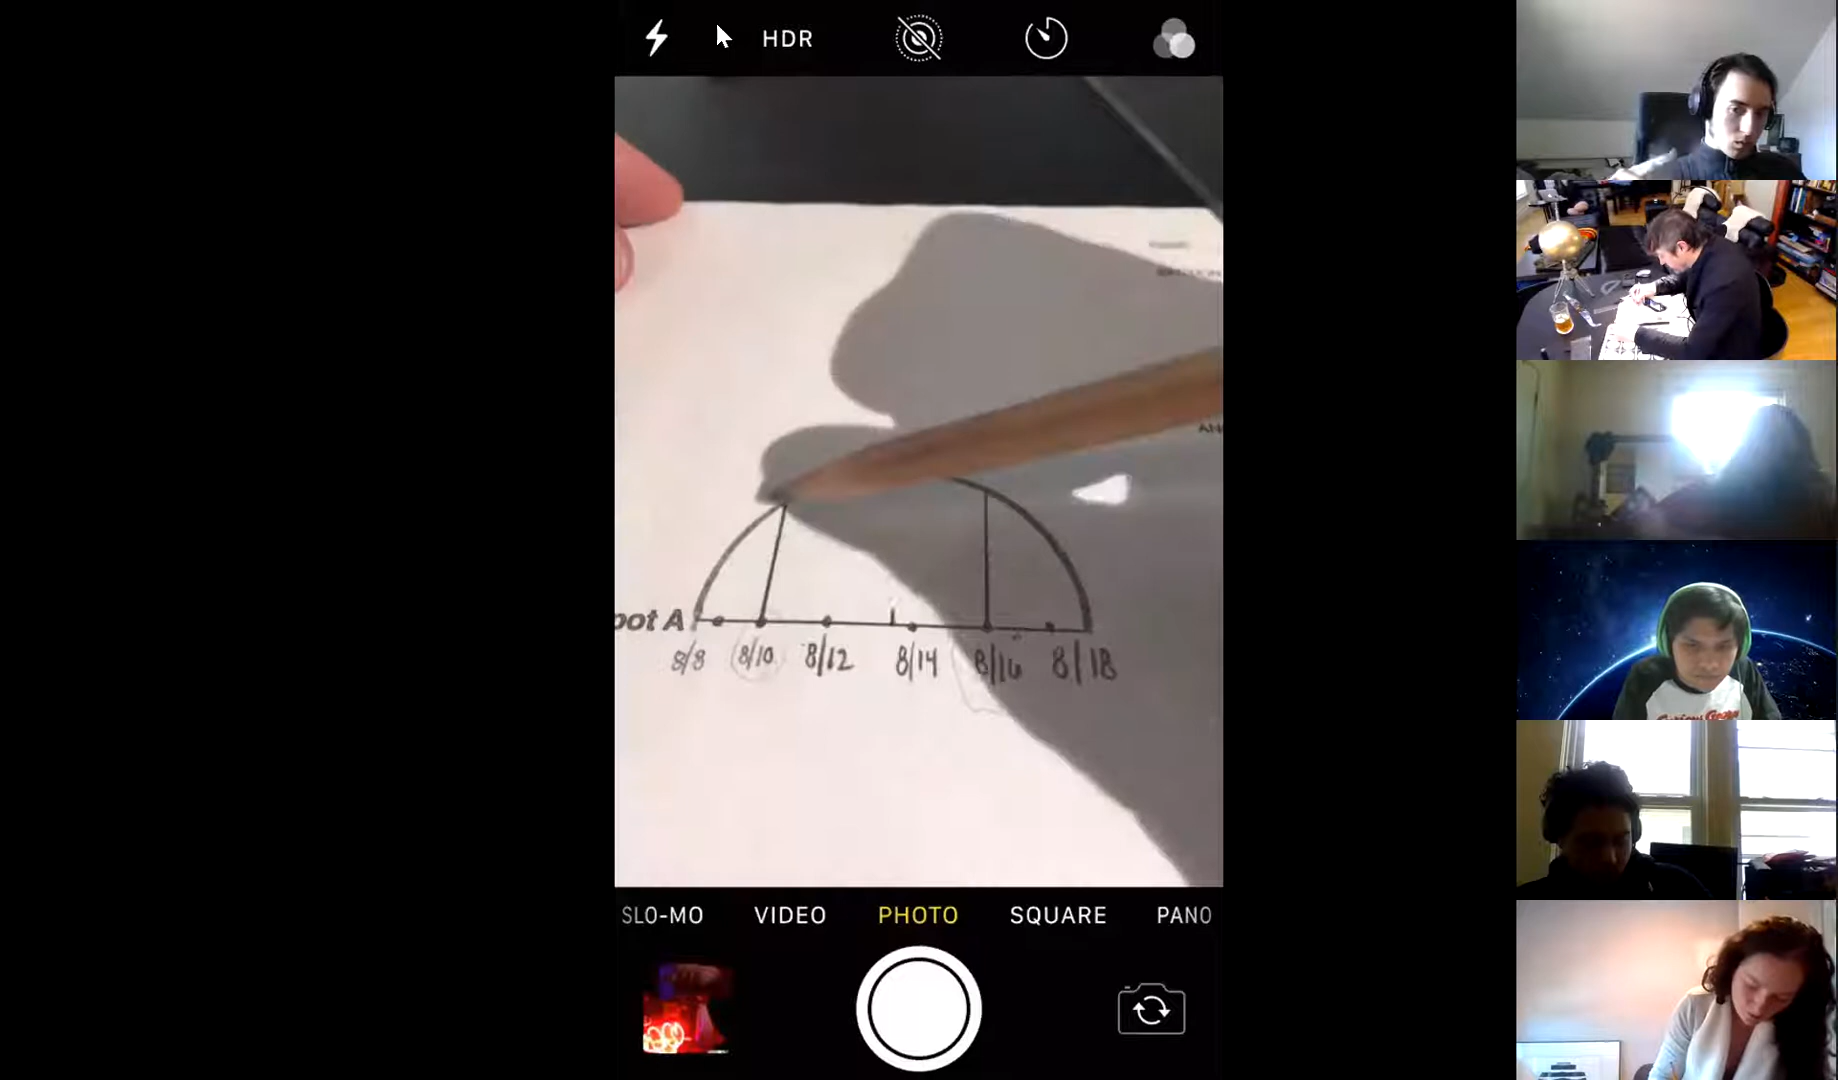 HDR
oot A
8/8 8/10 8/12 8/14 8/16 8/18
SLO-MO VIDEO PHOTO SQUARE PANO